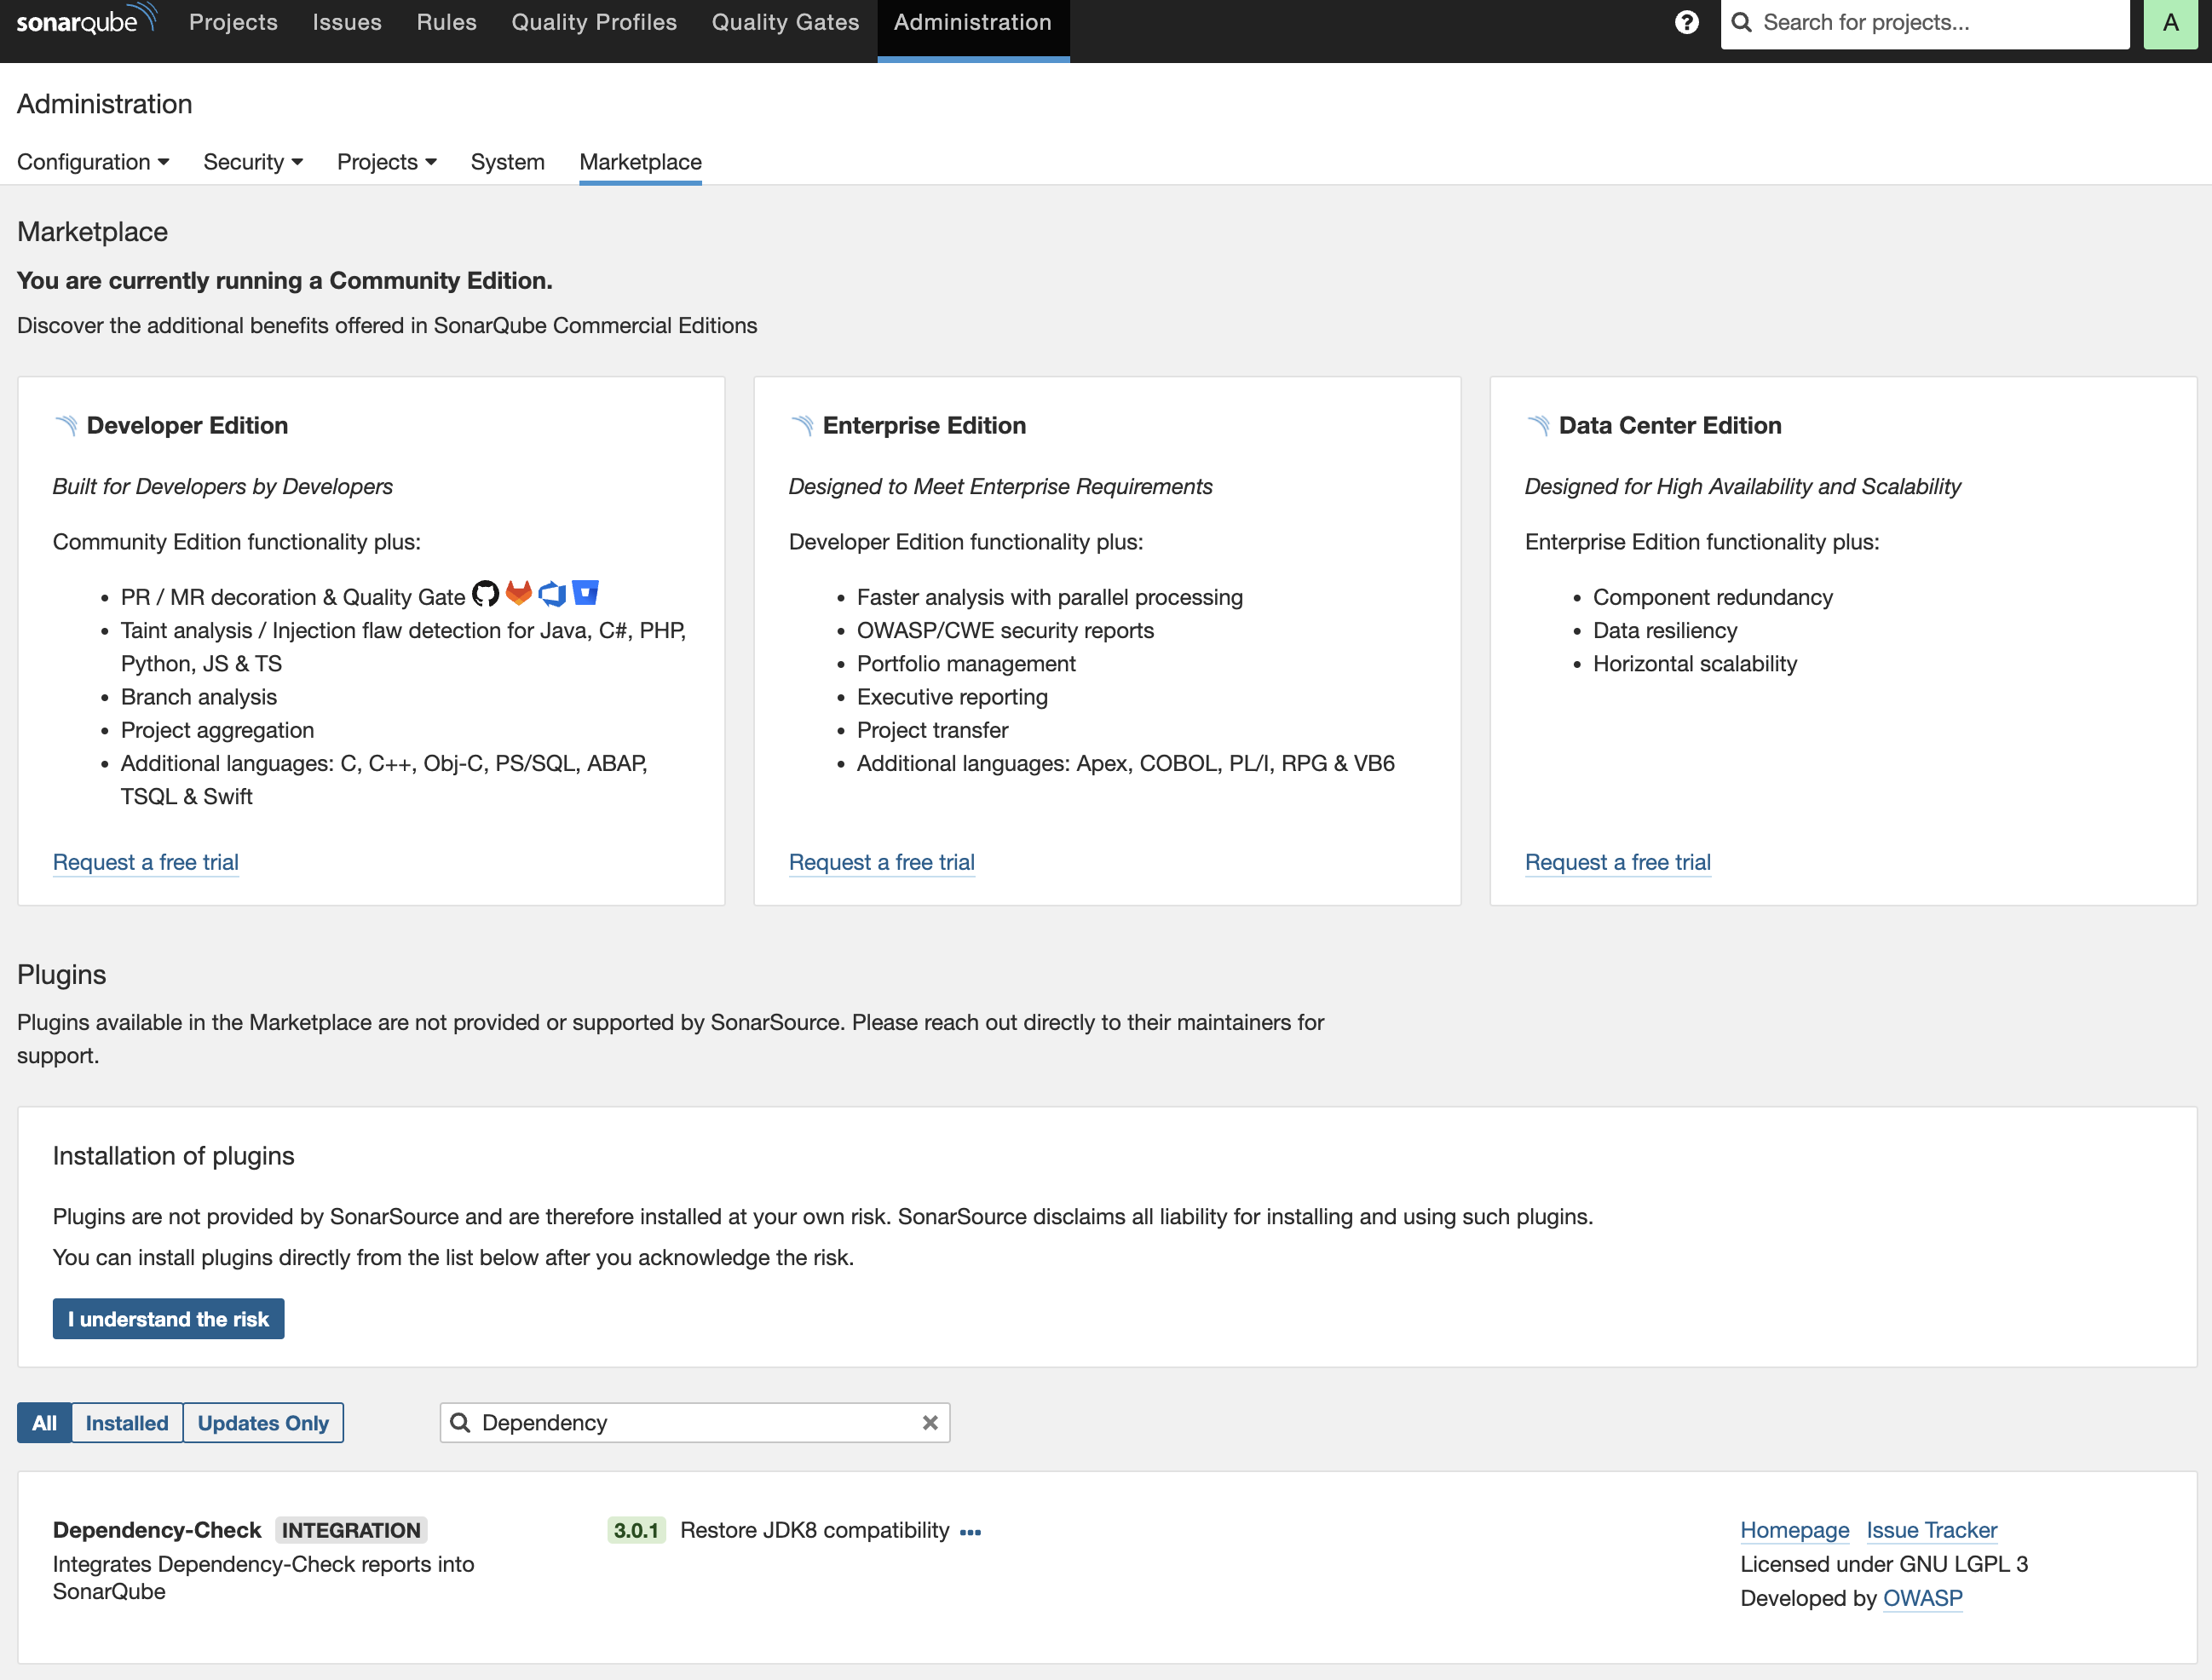 sonarqube Projects Issues Rules Quality Profiles Quality Gates Administration ? Search for projects... A
Administration
Configuration Security Projects System Marketplace
Marketplace
You are currently running a Community Edition.
Discover the additional benefits offered in SonarQube Commercial Editions
Developer Edition
Built for Developers by Developers
Community Edition functionality plus:
• PR / MR decoration & Quality Gate
• Taint analysis / Injection flaw detection for Java, C#, PHP,
Python, JS & TS
• Branch analysis
• Project aggregation
• Additional languages: C, C++, Obj-C, PS/SQL, ABAP,
TSQL & Swift
Request a free trial
Enterprise Edition
Designed to Meet Enterprise Requirements
Developer Edition functionality plus:
• Faster analysis with parallel processing
• OWASP/CWE security reports
• Portfolio management
• Executive reporting
• Project transfer
• Additional languages: Apex, COBOL, PL/I, RPG & VB6
Request a free trial
Data Center Edition
Designed for High Availability and Scalability
Enterprise Edition functionality plus:
• Component redundancy
• Data resiliency
• Horizontal scalability
Request a free trial
Plugins
Plugins available in the Marketplace are not provided or supported by SonarSource. Please reach out directly to their maintainers for
support.
Installation of plugins
Plugins are not provided by SonarSource and are therefore installed at your own risk. SonarSource disclaims all liability for installing and using such plugins.
You can install plugins directly from the list below after you acknowledge the risk.
I understand the risk
All Installed Updates Only Dependency
Dependency-Check INTEGRATION
Integrates Dependency-Check reports into
SonarQube
3.0.1 Restore JDK8 compatibility ...
Homepage Issue Tracker
Licensed under GNU LGPL 3
Developed by OWASP